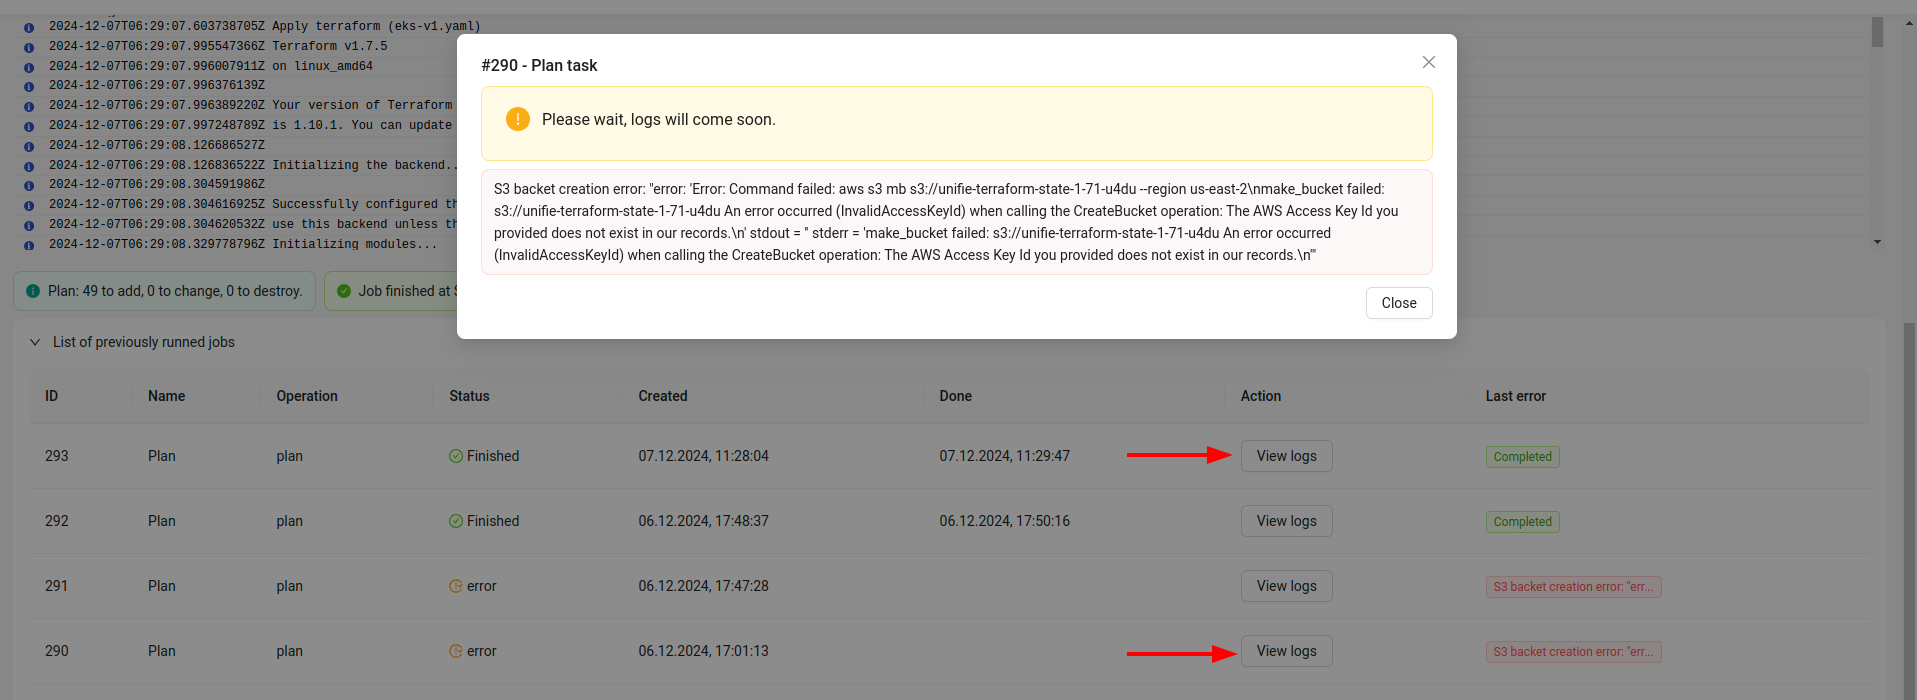 2024-12-07T06:29:07.603738705Z Apply terraform (eks-v1.yaml)
2024-12-07T06:29:07.995547366Z Terraform v1.7.5
2024-12-07T06:29:07.996007911Z on linux_amd64
2024-12-07T06:29:07.996376139Z
2024-12-07T06:29:07.996389220Z Your version of Terraform
2024-12-07T06:29:07.997248789Z is 1.10.1. You can update
2024-12-07T06:29:08.126686527Z
2024-12-07T06:29:08.126836522Z Initializing the backend..
2024-12-07T06:29:08.304591986Z
2024-12-07T06:29:08.304616925Z Successfully configured th
2024-12-07T06:29:08.304620532Z use this backend unless th
2024-12-07T06:29:08.329778796Z Initializing modules...
#290 - Plan task
Please wait, logs will come soon.
S3 backet creation error: "error: 'Error: Command failed: aws s3 mb s3://unifie-terraform-state-1-71-u4du --region us-east-2\nmake_bucket failed:
s3://unifie-terraform-state-1-71-u4du An error occurred (InvalidAccessKeyId) when calling the CreateBucket operation: The AWS Access Key Id you
provided does not exist in our records.\n' stdout = '' stderr = 'make_bucket failed: s3://unifie-terraform-state-1-71-u4du An error occurred
(InvalidAccessKeyId) when calling the CreateBucket operation: The AWS Access Key Id you provided does not exist in our records.\n'"
Close
Plan: 49 to add, 0 to change, 0 to destroy.
Job finished at
List of previously runned jobs
ID Name Operation Status Created Done Action Last error
293 Plan plan Finished 07.12.2024, 11:28:04 07.12.2024, 11:29:47 View logs Completed
292 Plan plan Finished 06.12.2024, 17:48:37 06.12.2024, 17:50:16 View logs Completed
291 Plan plan error 06.12.2024, 17:47:28 View logs S3 backet creation error: "err...
290 Plan plan error 06.12.2024, 17:01:13 View logs S3 backet creation error: "err...